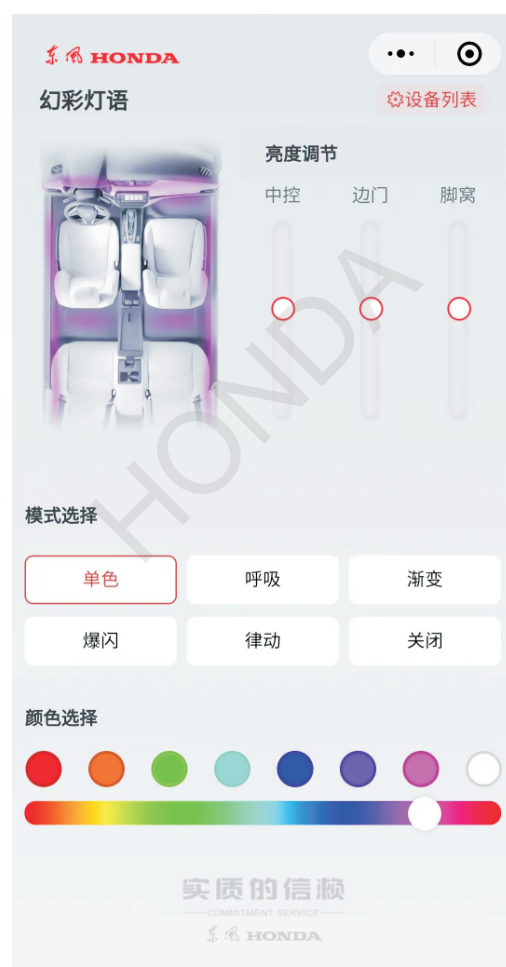 东风 HONDA
幻彩灯语
设备列表
亮度调节
中控 边门 脚窝
HONDA
模式选择
单色 呼吸 渐变
爆闪 律动 关闭
颜色选择
实质的信赖
COMMITMENT SERVICE
东风 HONDA